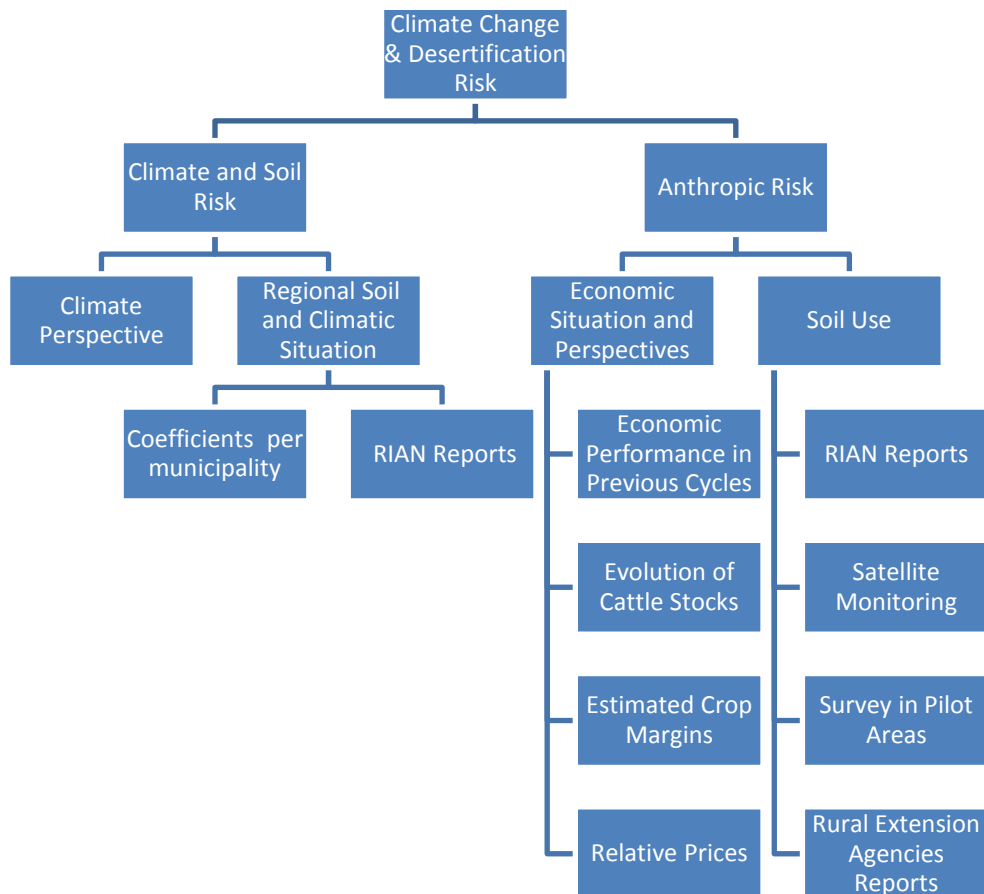 Climate Change
& Desertification
Risk
Climate and Soil
Risk
Anthropic Risk
Climate
Perspective
Regional Soil
and Climatic
Situation
Economic
Situation and
Perspectives
Soil Use
Coefficients per
municipality
RIAN Reports
Economic
Performance in
Previous Cycles
RIAN Reports
Evolution of
Cattle Stocks
Satellite
Monitoring
Estimated Crop
Margins
Survey in Pilot
Areas
Relative Prices
Rural Extension
Agencies
Reports